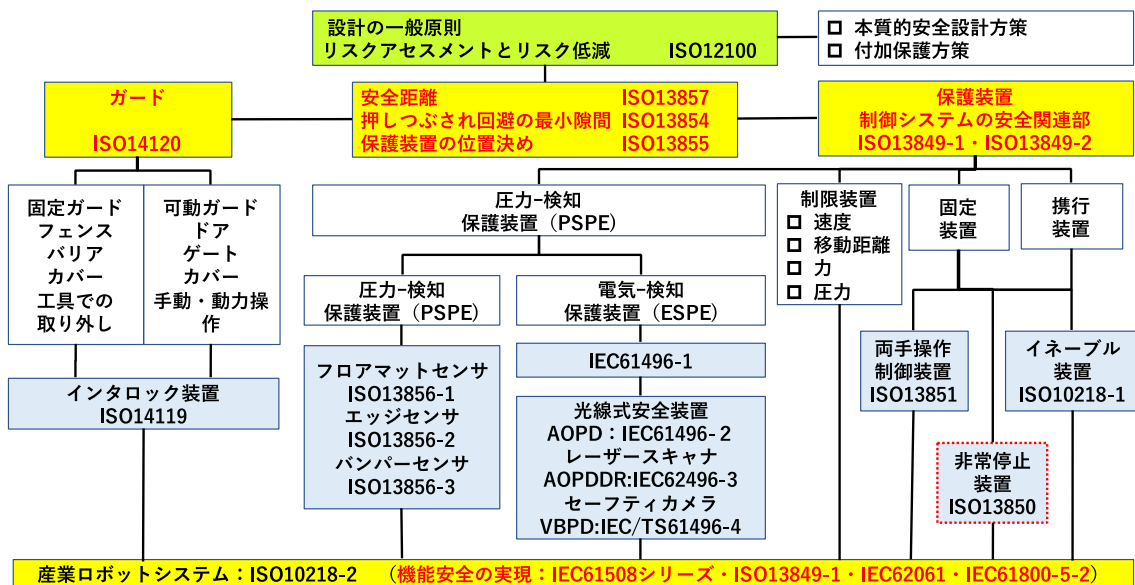 設計の一般原則
リスクアセスメントとリスク低減 ISO12100
□ 本質的安全設計方策
□ 付加保護方策
ガード
ISO14120
安全距離 ISO13857
押しつぶされ回避の最小隙間 ISO13854
保護装置の位置決め ISO13855
保護装置
制御システムの安全関連部
ISO13849-1・ISO13849-2
固定ガード
フェンス
バリア
カバー
工具での
取り外し
可動ガード
ドア
ゲート
カバー
手動・動力操
作
圧力-検知
保護装置（PSPE）
制限装置
□ 速度
□ 移動距離
□ 力
□ 圧力
固定
装置
携行
装置
圧力-検知
保護装置（PSPE）
電気-検知
保護装置（ESPE）
インタロック装置
ISO14119
フロアマットセンサ
ISO13856-1
エッジセンサ
ISO13856-2
バンパーセンサ
ISO13856-3
IEC61496-1
光線式安全装置
AOPD：IEC61496-2
レーザースキャナ
AOPDDR:IEC62496-3
セーフティカメラ
VBPD:IEC/TS61496-4
両手操作
制御装置
ISO13851
イネーブル
装置
ISO10218-1
非常停止
装置
ISO13850
産業ロボットシステム：ISO10218-2 （機能安全の実現：IEC61508シリーズ・ISO13849-1・IEC62061・IEC61800-5-2）